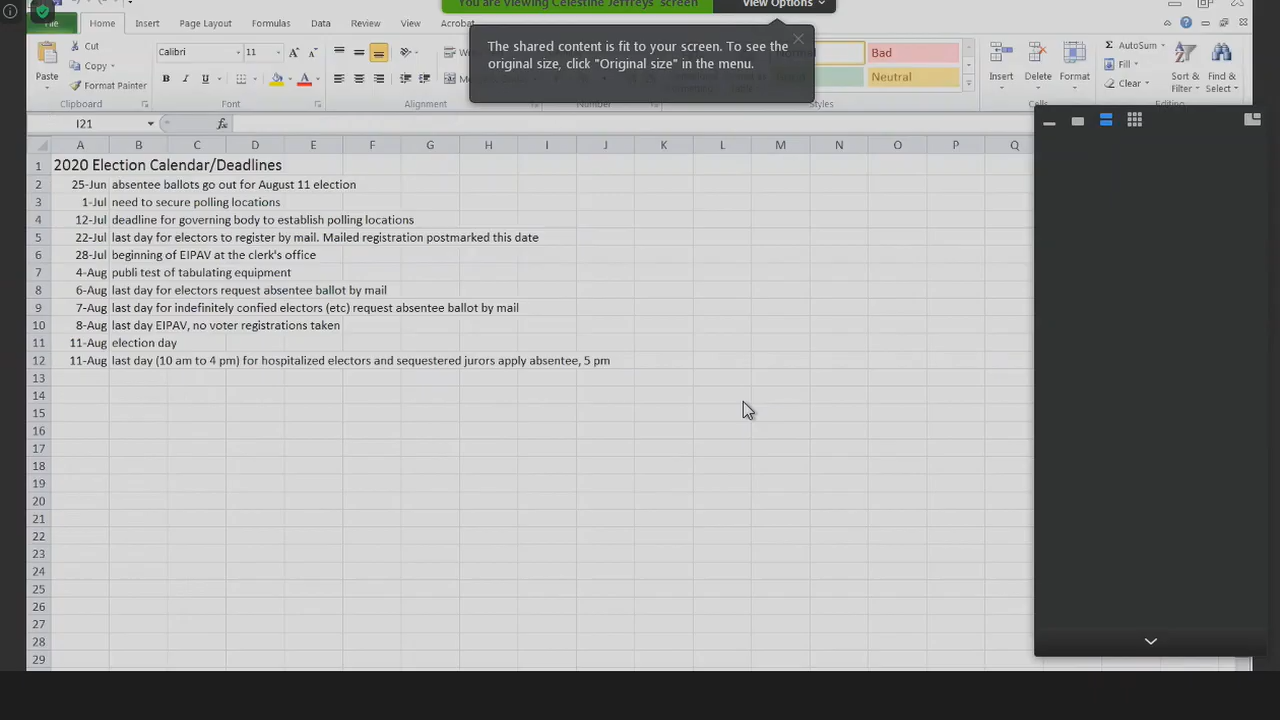 You are viewing Celestine Jeffreys' screen View Options
File Home Insert Page Layout Formulas Data Review View Acrobat
The shared content is fit to your screen. To see the
original size, click "Original size" in the menu.
Paste Cut Copy Format Painter
Clipboard
Calibri 11
B I U A
Font
Alignment
Number
Bad
Neutral
Styles
Insert Delete Format
Cells
AutoSum
Fill
Clear
Sort &
Filter
Find &
Select
Editing
I21 fx
A B C D E F G H I J K L M N O P Q
1 2020 Election Calendar/Deadlines
2 25-Jun absentee ballots go out for August 11 election
3 1-Jul need to secure polling locations
4 12-Jul deadline for governing body to establish polling locations
5 22-Jul last day for electors to register by mail. Mailed registration postmarked this date
6 28-Jul beginning of EIPAV at the clerk's office
7 4-Aug publi test of tabulating equipment
8 6-Aug last day for electors request absentee ballot by mail
9 7-Aug last day for indefinitely confied electors (etc) request absentee ballot by mail
10 8-Aug last day EIPAV, no voter registrations taken
11 11-Aug election day
12 11-Aug last day (10 am to 4 pm) for hospitalized electors and sequestered jurors apply absentee, 5 pm
13
14
15
16
17
18
19
20
21
22
23
24
25
26
27
28
29